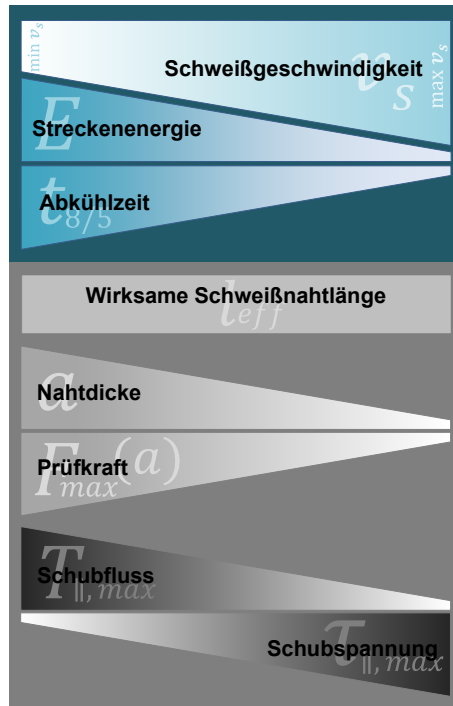 min v_s
Schweißgeschwindigkeit
v_s
max v_s
Streckenenergie
E
Abkühlzeit
t_8/5
Wirksame Schweißnahtlänge
l_eff
Nahtdicke
a
Prüfkraft
F_max(a)
Schubfluss
T_∥, max
Schubspannung
τ_∥, max